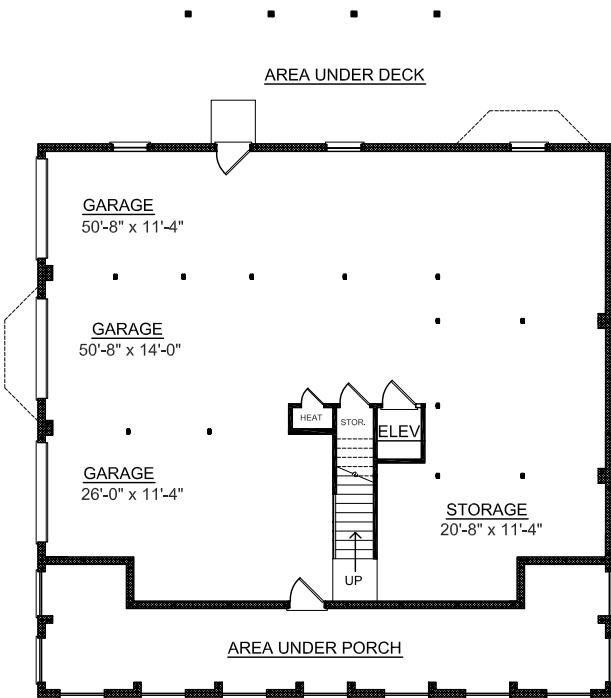 AREA UNDER DECK
GARAGE
50'-8" x 11'-4"
GARAGE
50'-8" x 14'-0"
HEAT
STOR.
ELEV
GARAGE
26'-0" x 11'-4"
STORAGE
20'-8" x 11'-4"
UP
AREA UNDER PORCH